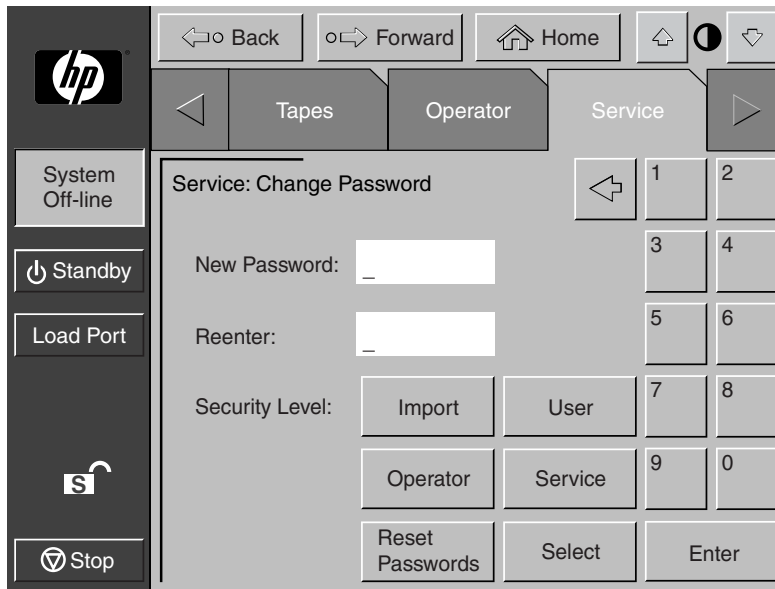 Back
Forward
Home
hp
Tapes
Operator
Service
System
Off-line
Standby
Load Port
S
Stop
Service: Change Password
New Password: _
Reenter: _
Security Level:
Import
User
Operator
Service
Reset
Passwords
Select
Enter
1
2
3
4
5
6
7
8
9
0